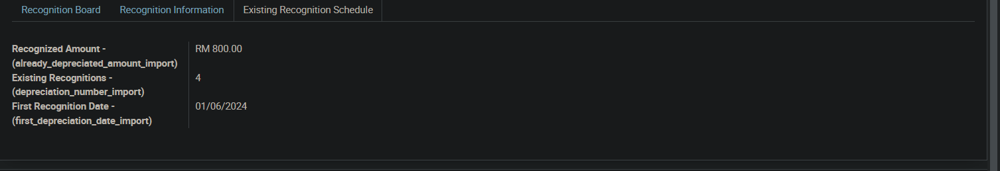 Recognition Board Recognition Information Existing Recognition Schedule
Recognized Amount - RM 800.00
(already_depreciated_amount_import)
Existing Recognitions - 4
(depreciation_number_import)
First Recognition Date - 01/06/2024
(first_depreciation_date_import)